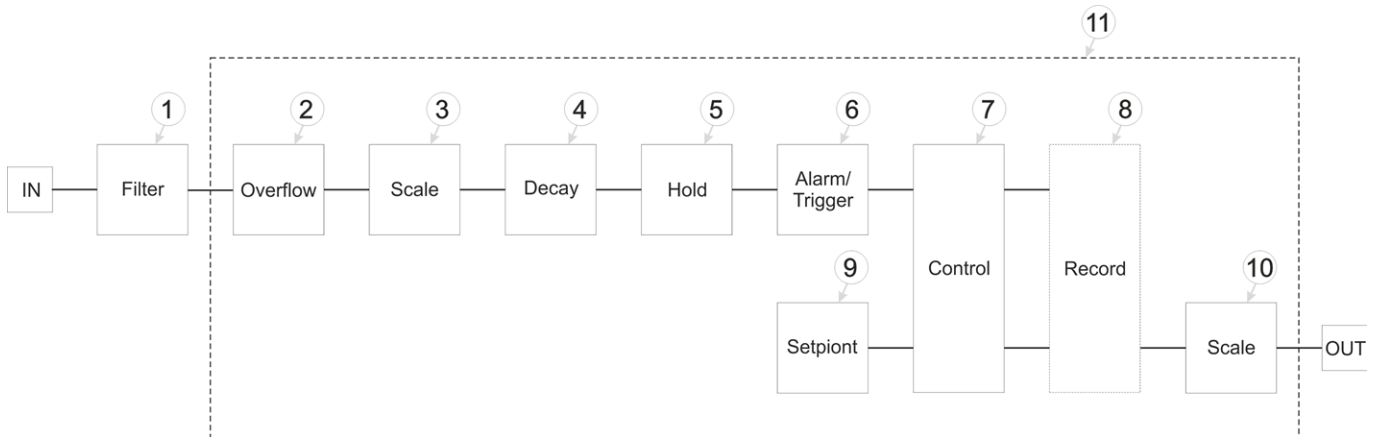 11
1
2
3
4
5
6
7
8
IN
Filter
Overflow
Scale
Decay
Hold
Alarm/
Trigger
Control
Record
9
10
Setpiont
Scale
OUT